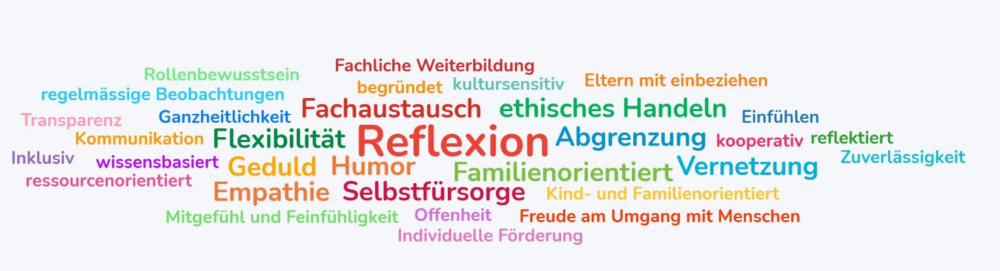 Fachliche Weiterbildung
Rollenbewusstsein
Eltern mit einbeziehen
kultursensitiv
begründet
regelmässige Beobachtungen
Fachaustausch
ethisches Handeln
Ganzheitlichkeit
Einfühlen
Transparenz
Kommunikation
Flexibilität
Reflexion
Abgrenzung
kooperativ
reflektiert
Inklusiv
wissensbasiert
Geduld
Humor
Familienorientiert
Vernetzung
Zuverlässigkeit
ressourcenorientiert
Empathie
Selbstfürsorge
Kind- und Familienorientiert
Mitgefühl und Feinfühligkeit
Offenheit
Freude am Umgang mit Menschen
Individuelle Förderung